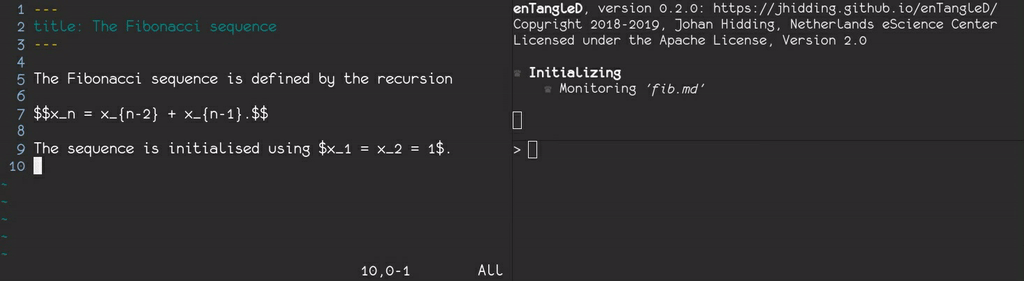 1 ---
2 title: The Fibonacci sequence
3 ---
4
5 The Fibonacci sequence is defined by the recursion
6
7 $$x_n = x_{n-2} + x_{n-1}.$$
8
9 The sequence is initialised using $x_1 = x_2 = 1$.
10
~
~
~
~
~
10,0-1 All
enTangleD, version 0.2.0: https://jhidding.github.io/enTangleD/
Copyright 2018-2019, Johan Hidding, Netherlands eScience Center
Licensed under the Apache License, Version 2.0
Initializing
Monitoring ‘fib.md’
>